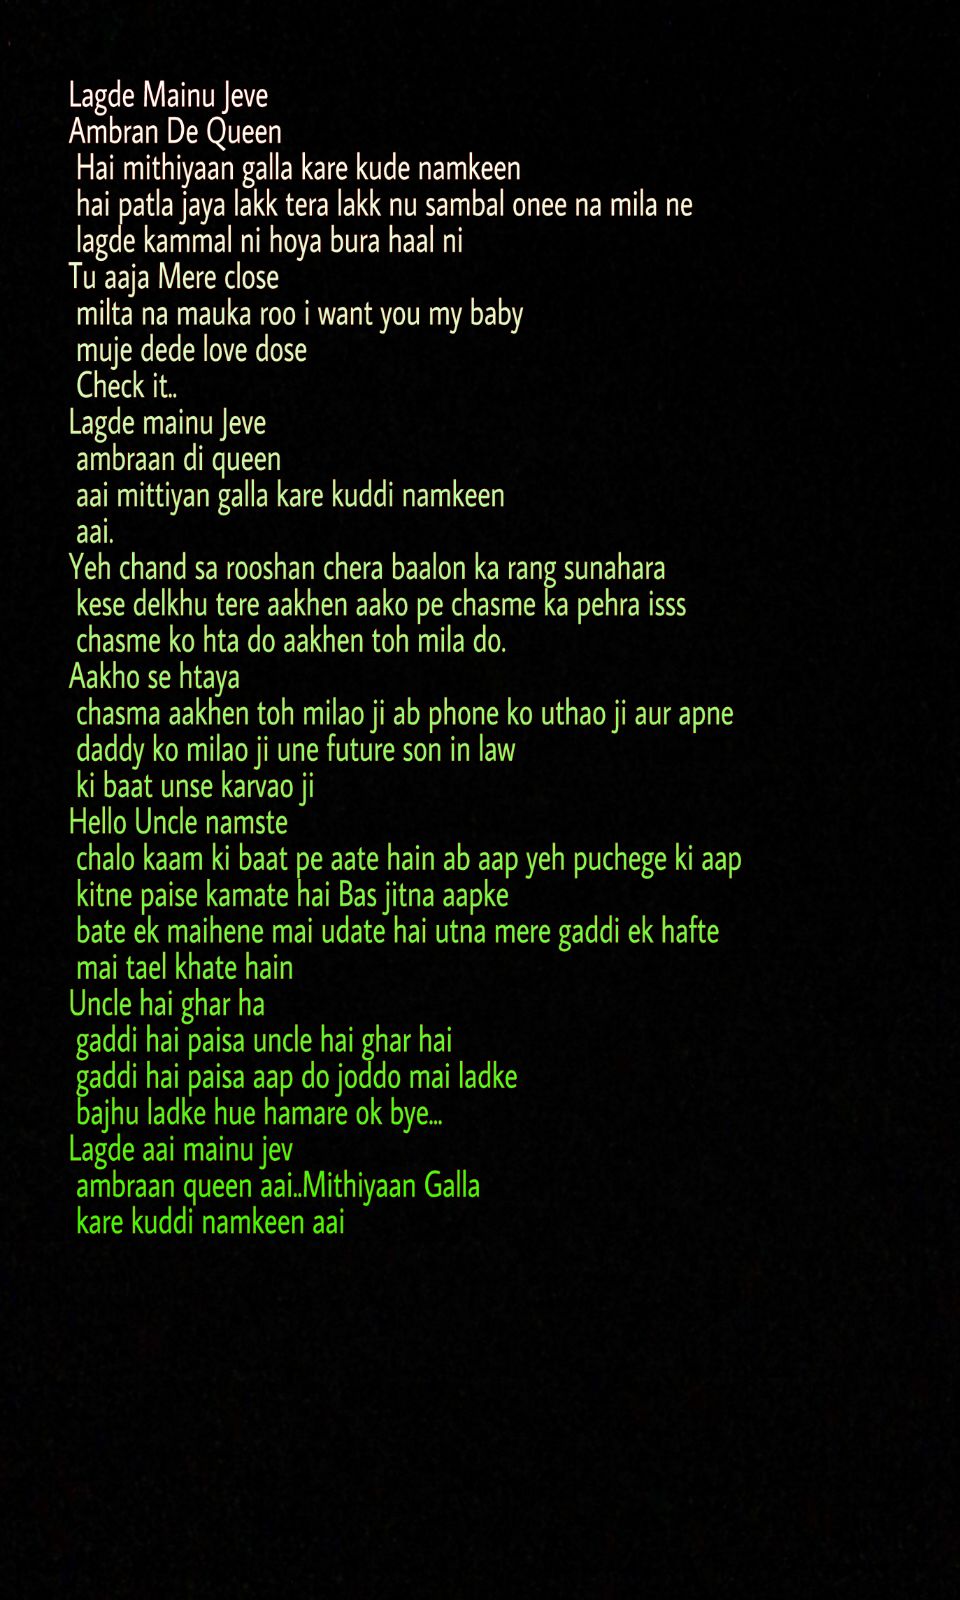 Lagde Mainu Jeve
Ambran De Queen
Hai mithiyaan galla kare kude namkeen
hai patla jaya lakk tera lakk nu sambal onee na mila ne
lagde kammal ni hoya bura haal ni
Tu aaja Mere close
milta na mauka roo i want you my baby
muje dede love dose
Check it..
Lagde mainu Jeve
ambraan di queen
aai mittiyan galla kare kuddi namkeen
aai.
Yeh chand sa rooshan chera baalon ka rang sunahara
kese delkhu tere aakhen aako pe chasme ka pehra isss
chasme ko hta do aakhen toh mila do.
Aakho se htaya
chasma aakhen toh milao ji ab phone ko uthao ji aur apne
daddy ko milao ji une future son in law
ki baat unse karvao ji
Hello Uncle namste
chalo kaam ki baat pe aate hain ab aap yeh puchege ki aap
kitne paise kamate hai Bas jitna aapke
bate ek maihene mai udate hai utna mere gaddi ek hafte
mai tael khate hain
Uncle hai ghar ha
gaddi hai paisa uncle hai ghar hai
gaddi hai paisa aap do joddo mai ladke
bajhu ladke hue hamare ok bye...
Lagde aai mainu jev
ambraan queen aai..Mithiyaan Galla
kare kuddi namkeen aai